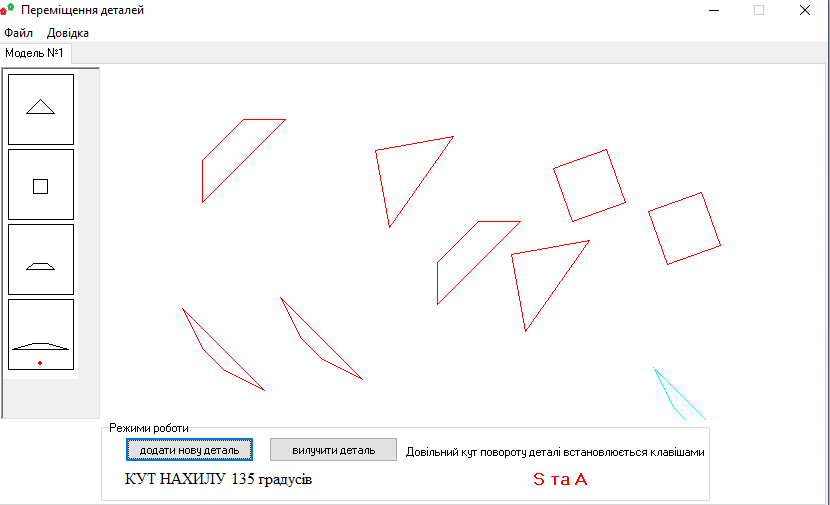 Переміщення деталей
Файл Довідка
Модель №1
Режими роботи
додати нову деталь вилучити деталь Довільний кут повороту деталі встановлюється клавішами
КУТ НАХИЛУ 135 градусів S та A